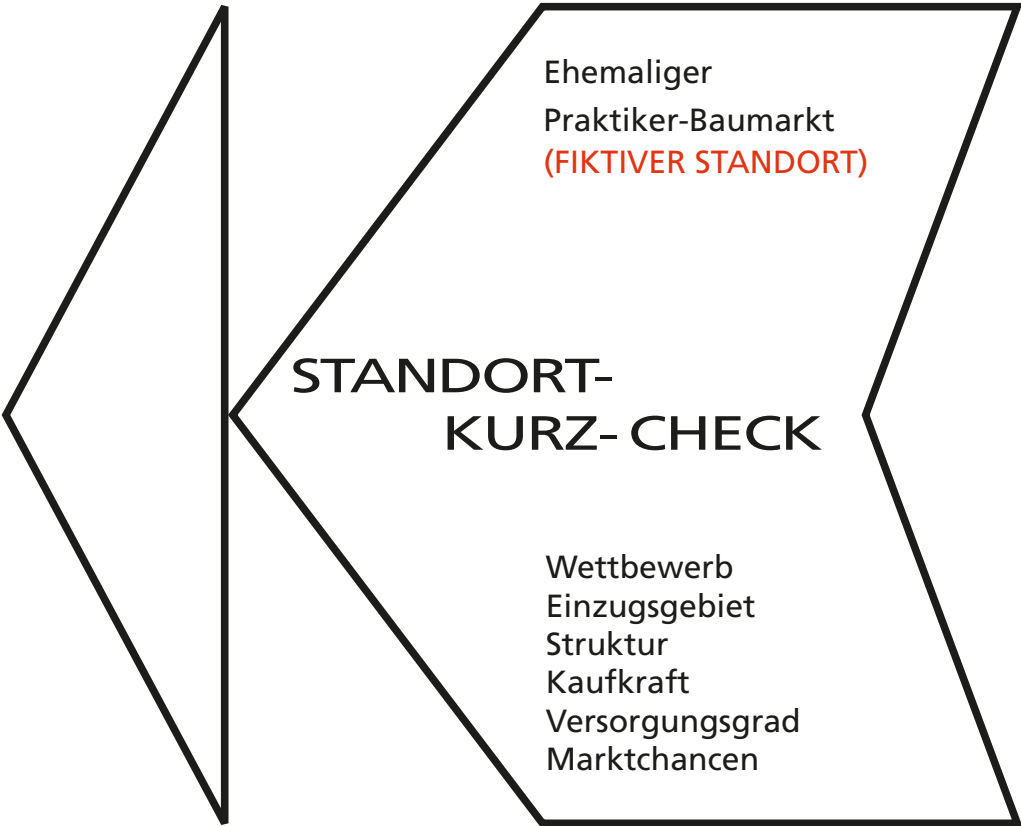 Ehemaliger
Praktiker-Baumarkt
(FIKTIVER STANDORT)
STANDORT-
KURZ- CHECK
Wettbewerb
Einzugsgebiet
Struktur
Kaufkraft
Versorgungsgrad
Marktchancen